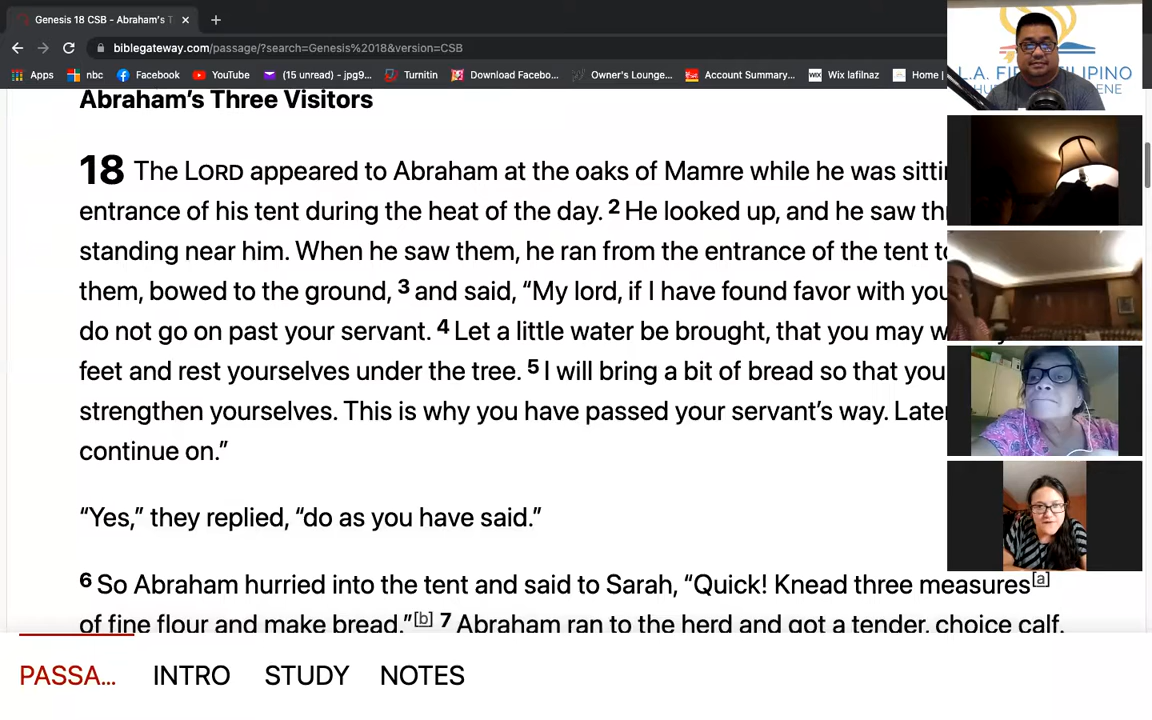 Genesis 18 CSB - Abraham's T
biblegateway.com/passage/?search=Genesis%2018&version=CSB
Apps nbc Facebook YouTube (15 unread) - jpg9... Turnitin Download Facebo... Owner's Lounge... Account Summary... WIX Wix lafilnaz Home |
L.A. FI FILIPINO
HU ENE
Abraham's Three Visitors
18 The LORD appeared to Abraham at the oaks of Mamre while he was
entrance of his tent during the heat of the day. 2 He looked up, and he saw
standing near him. When he saw them, he ran from the entrance of the tent
them, bowed to the ground, 3 and said, “My lord, if I have found favor with
do not go on past your servant. 4 Let a little water be brought, that you may
feet and rest yourselves under the tree. 5 I will bring a bit of bread so that you
strengthen yourselves. This is why you have passed your servant's way.
continue on.”
“Yes,” they replied, “do as you have said.”
6 So Abraham hurried into the tent and said to Sarah, “Quick! Knead three measures[a]
of fine flour and make bread.”[b] 7 Abraham ran to the herd and got a tender, choice calf.
PASSA... INTRO STUDY NOTES